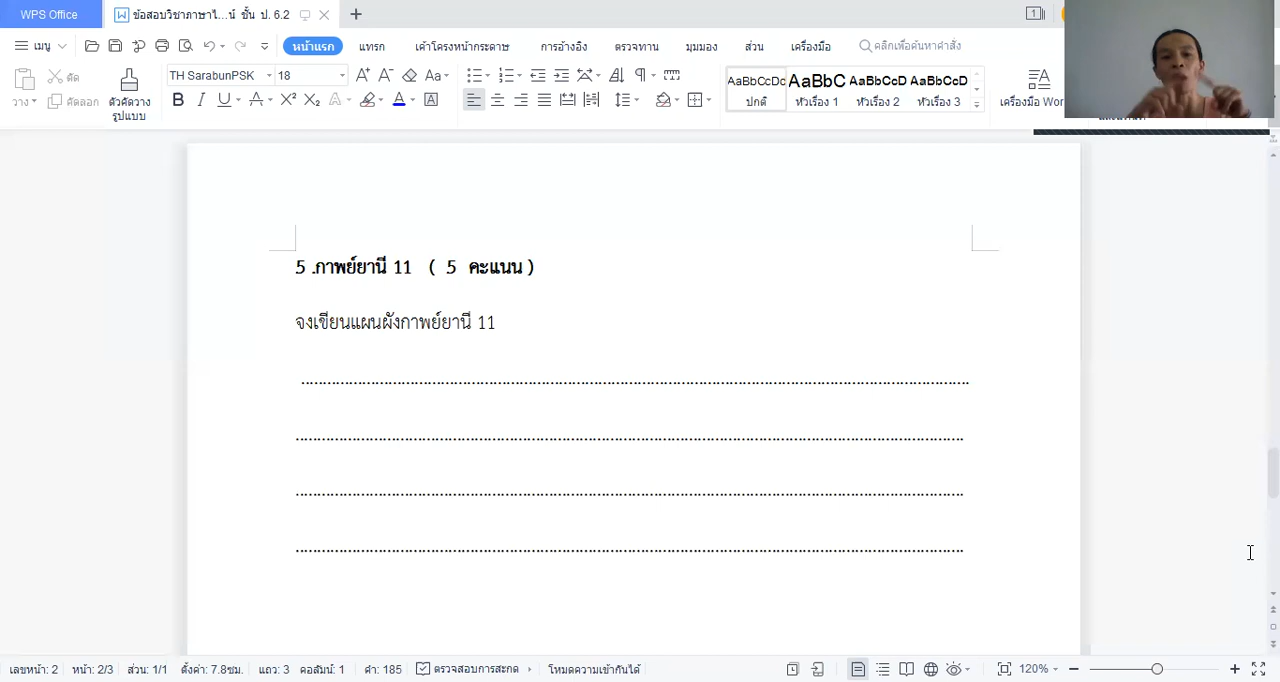 WPS Office
ข้อสอบวิชาภาษาไ...น์ ชั้น ป. 6.2
1
เมนู
หน้าแรก
แทรก
เค้าโครงหน้ากระดาษ
การอ้างอิง
ตรวจทาน
มุมมอง
ส่วน
เครื่องมือ
คลิกเพื่อค้นหาคำสั่ง
วาง
ตัด
คัดลอก
ตัวคัดวาง
รูปแบบ
TH SarabunPSK
18
AaBbCcDc
AaBbC
AaBbCcD
AaBbCcD
ปกติ
หัวเรื่อง 1
หัวเรื่อง 2
หัวเรื่อง 3
เครื่องมือ Wor
5 .กาพย์ยานี 11 ( 5 คะแนน )
จงเขียนแผนผังกาพย์ยานี 11
เลขหน้า: 2
หน้า: 2/3
ส่วน: 1/1
ตั้งค่า: 7.8ซม.
แถว: 3
คอลัมน์: 1
คำ: 185
ตรวจสอบการสะกด
โหมดความเข้ากันได้
120%